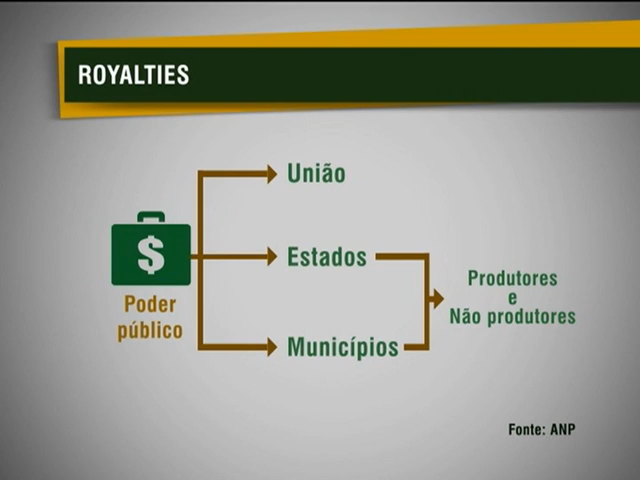 ROYALTIES
União
$
Estados
Poder
público
Municípios
Produtores
e
Não produtores
Fonte: ANP